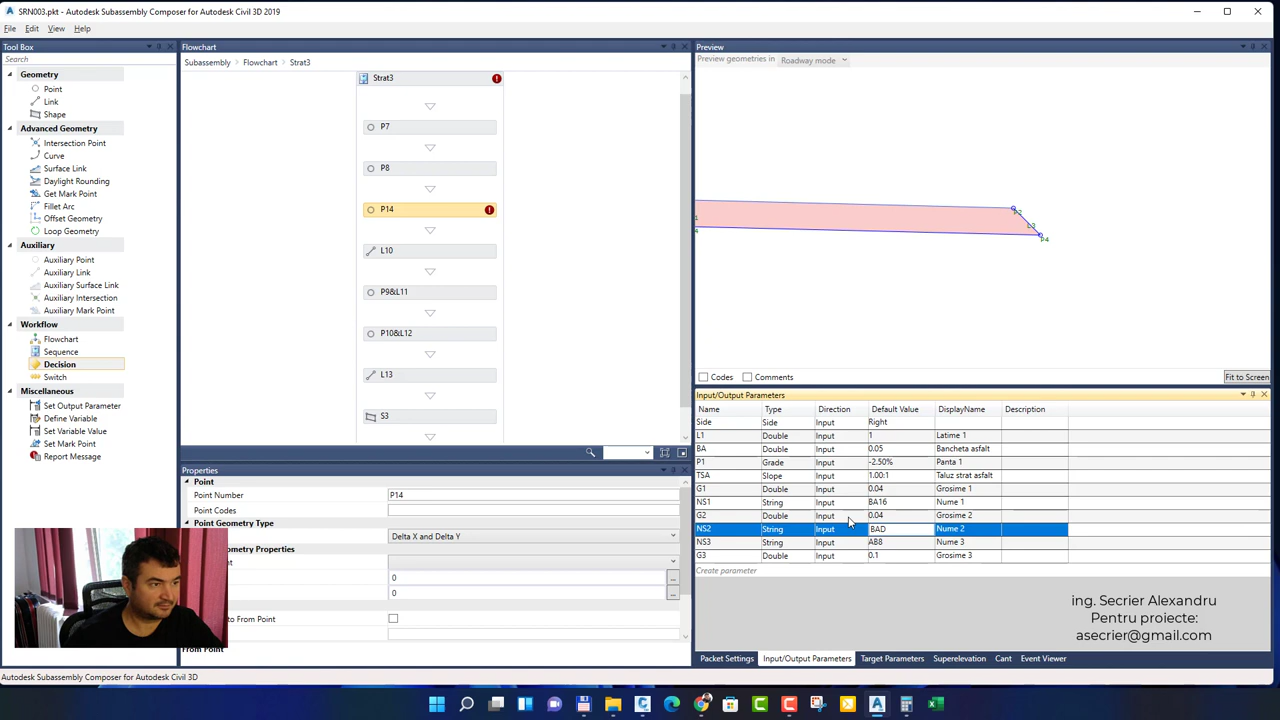 SRN003.pkt - Autodesk Subassembly Composer for Autodesk Civil 3D 2019
File Edit View Help
Tool Box
Search
Geometry
Point
Link
Shape
Advanced Geometry
Intersection Point
Curve
Surface Link
Daylight Rounding
Get Mark Point
Fillet Arc
Offset Geometry
Loop Geometry
Auxiliary
Auxiliary Point
Auxiliary Link
Auxiliary Surface Link
Auxiliary Intersection
Auxiliary Mark Point
Workflow
Flowchart
Sequence
Decision
Switch
Miscellaneous
Set Output Parameter
Define Variable
Set Variable Value
Set Mark Point
Report Message
Flowchart
Subassembly Flowchart Strat3
Strat3
P7
P8
P14
L10
P9&L11
P10&L12
L13
S3
Properties
Point
Point Number P14
Point Codes
Point Geometry Type
Delta X and Delta Y
0
0
to From Point
From Point
Preview
Preview geometries in Roadway mode
P4
Codes Comments Fit to Screen
Input/Output Parameters
Name Type Direction Default Value DisplayName Description
Side Side Input Right
L1 Double Input 1 Latime 1
BA Double Input 0.05 Bancheta asfalt
P1 Grade Input -2.50% Panta 1
TSA Slope Input 1.00:1 Taluz strat asfalt
G1 Double Input 0.04 Grosime 1
NS1 String Input BA16 Nume 1
G2 Double Input 0.04 Grosime 2
NS2 String Input BAD Nume 2
NS3 String Input AB8 Nume 3
G3 Double Input 0.1 Grosime 3
Create parameter
ing. Secrier Alexandru
Pentru proiecte:
asecrier@gmail.com
Packet Settings Input/Output Parameters Target Parameters Superelevation Cant Event Viewer
Autodesk Subassembly Composer for Autodesk Civil 3D